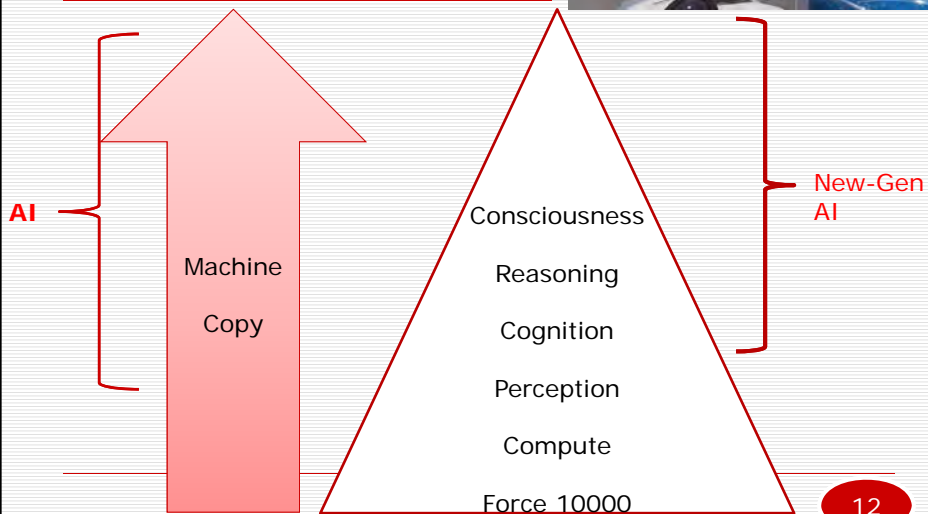 AI
Machine
Copy
Consciousness
Reasoning
Cognition
Perception
Compute
Force 10000
New-Gen
AI
12